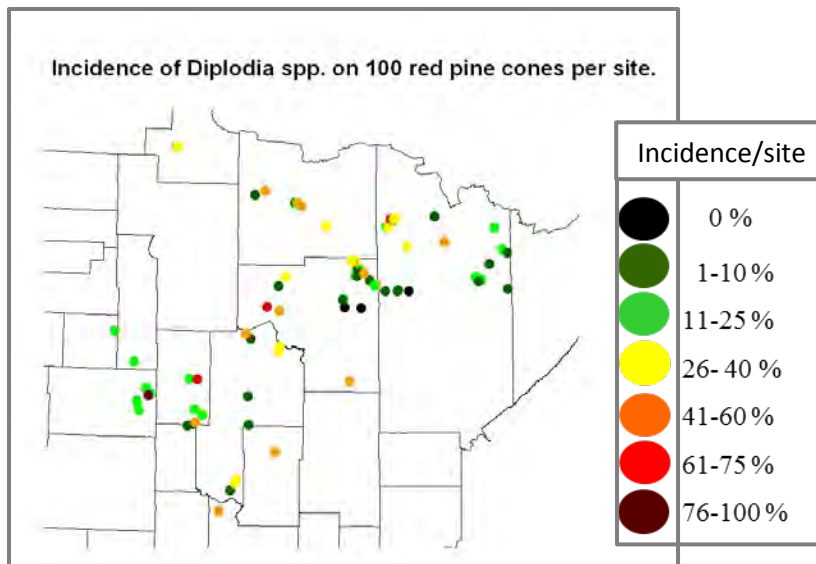 Incidence of Diplodia spp. on 100 red pine cones per site.
Incidence/site
0 %
1-10 %
11-25 %
26- 40 %
41-60 %
61-75 %
76-100 %